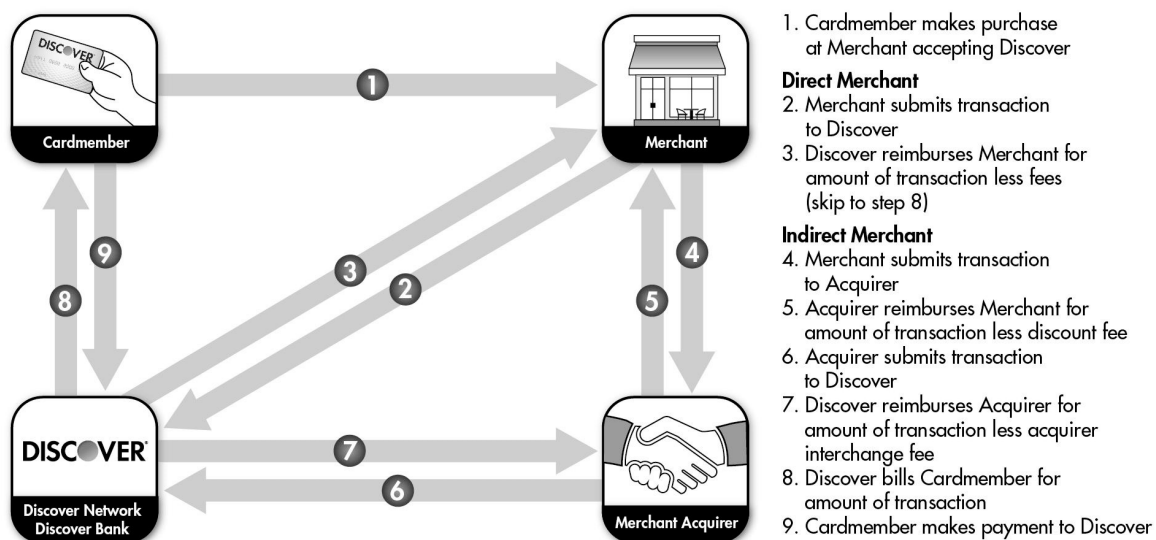 DISCOVER
Cardmember
1
Merchant
9
8
3
2
5
4
DISCOVER
Discover Network
Discover Bank
7
6
Merchant Acquirer
1. Cardmember makes purchase
at Merchant accepting Discover
Direct Merchant
2. Merchant submits transaction
to Discover
3. Discover reimburses Merchant for
amount of transaction less fees
(skip to step 8)
Indirect Merchant
4. Merchant submits transaction
to Acquirer
5. Acquirer reimburses Merchant for
amount of transaction less discount fee
6. Acquirer submits transaction
to Discover
7. Discover reimburses Acquirer for
amount of transaction less acquirer
interchange fee
8. Discover bills Cardmember for
amount of transaction
9. Cardmember makes payment to Discover